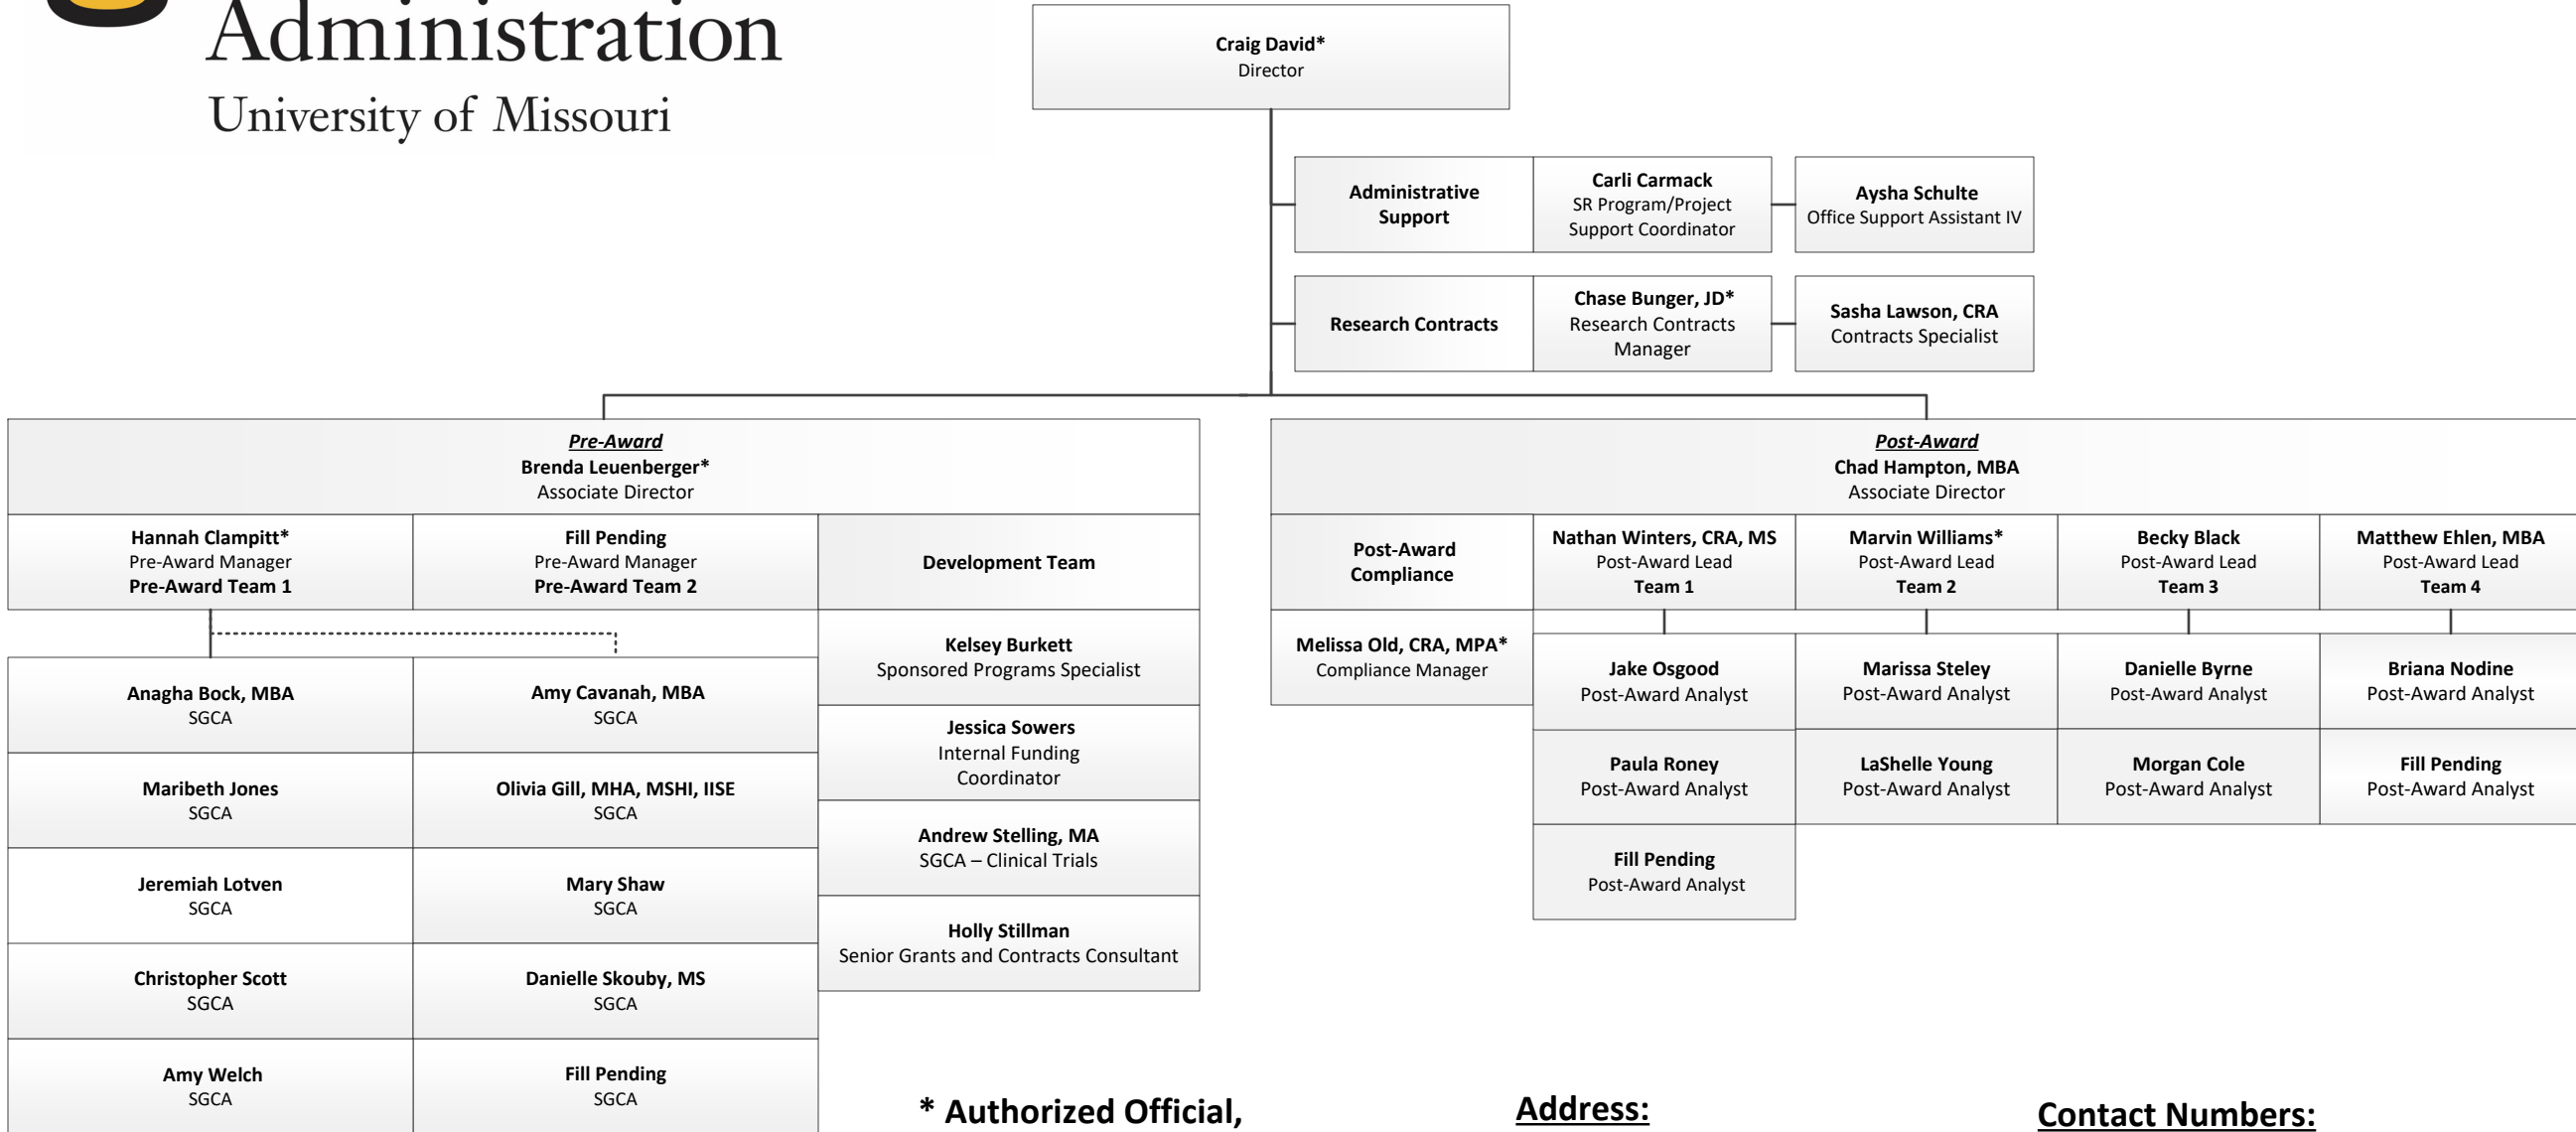 Administration
University of Missouri
Craig David*
Director
Administrative
Support
Carli Carmack
SR Program/Project
Support Coordinator
Aysha Schulte
Office Support Assistant IV
Research Contracts
Chase Bunger, JD*
Research Contracts
Manager
Sasha Lawson, CRA
Contracts Specialist
Pre-Award
Brenda Leuenberger*
Associate Director
Hannah Clampitt*
Pre-Award Manager
Pre-Award Team 1
Fill Pending
Pre-Award Manager
Pre-Award Team 2
Development Team
Anagha Bock, MBA
SGCA
Maribeth Jones
SGCA
Jeremiah Lotven
SGCA
Christopher Scott
SGCA
Amy Welch
SGCA
Amy Cavanah, MBA
SGCA
Olivia Gill, MHA, MSHI, IISE
SGCA
Mary Shaw
SGCA
Danielle Skouby, MS
SGCA
Fill Pending
SGCA
Kelsey Burkett
Sponsored Programs Specialist
Jessica Sowers
Internal Funding
Coordinator
Andrew Stelling, MA
SGCA – Clinical Trials
Holly Stillman
Senior Grants and Contracts Consultant
Post-Award
Chad Hampton, MBA
Associate Director
Post-Award
Compliance
Melissa Old, CRA, MPA*
Compliance Manager
Nathan Winters, CRA, MS
Post-Award Lead
Team 1
Jake Osgood
Post-Award Analyst
Paula Roney
Post-Award Analyst
Fill Pending
Post-Award Analyst
Marvin Williams*
Post-Award Lead
Team 2
Marissa Steley
Post-Award Analyst
LaShelle Young
Post-Award Analyst
Becky Black
Post-Award Lead
Team 3
Danielle Byrne
Post-Award Analyst
Morgan Cole
Post-Award Analyst
Matthew Ehlen, MBA
Post-Award Lead
Team 4
Briana Nodine
Post-Award Analyst
Fill Pending
Post-Award Analyst
* Authorized Official,
Address:
Contact Numbers: